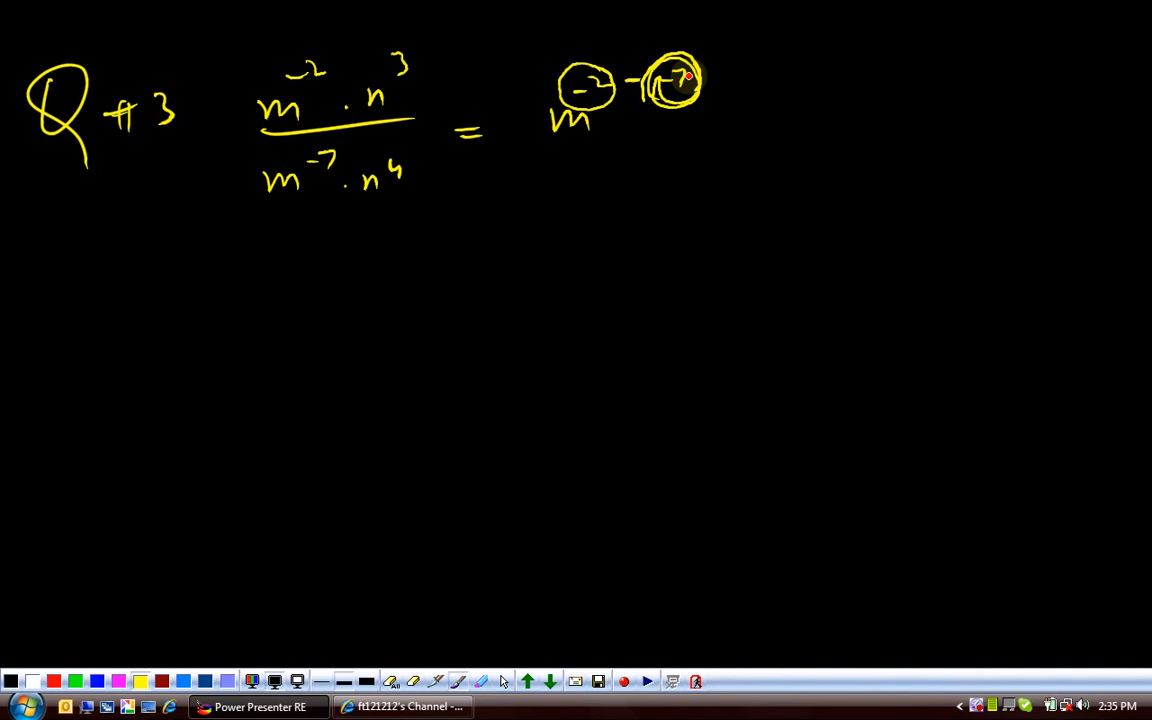 Q # 3 m^-2 . n^3 / m^-7 . n^4 = m^-2 - (-7
Power Presenter RE
ft121212's Channel -...
2:35 PM